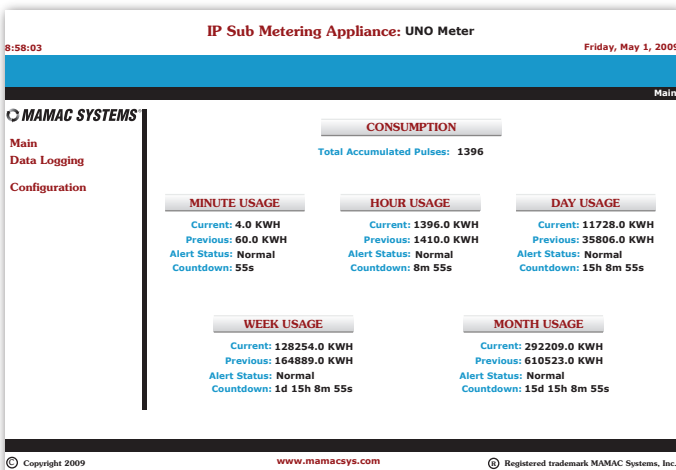 IP Sub Metering Appliance: UNO Meter
8:58:03
Friday, May 1, 2009
Main
MAMAC SYSTEMS
Main
Data Logging
Configuration
CONSUMPTION
Total Accumulated Pulses: 1396
MINUTE USAGE
Current: 4.0 KWH
Previous: 60.0 KWH
Alert Status: Normal
Countdown: 55s
HOUR USAGE
Current: 1396.0 KWH
Previous: 1410.0 KWH
Alert Status: Normal
Countdown: 8m 55s
DAY USAGE
Current: 11728.0 KWH
Previous: 35806.0 KWH
Alert Status: Normal
Countdown: 15h 8m 55s
WEEK USAGE
Current: 128254.0 KWH
Previous: 164889.0 KWH
Alert Status: Normal
Countdown: 1d 15h 8m 55s
MONTH USAGE
Current: 292209.0 KWH
Previous: 610523.0 KWH
Alert Status: Normal
Countdown: 15d 15h 8m 55s
© Copyright 2009
www.mamacsys.com
® Registered trademark MAMAC Systems, Inc.